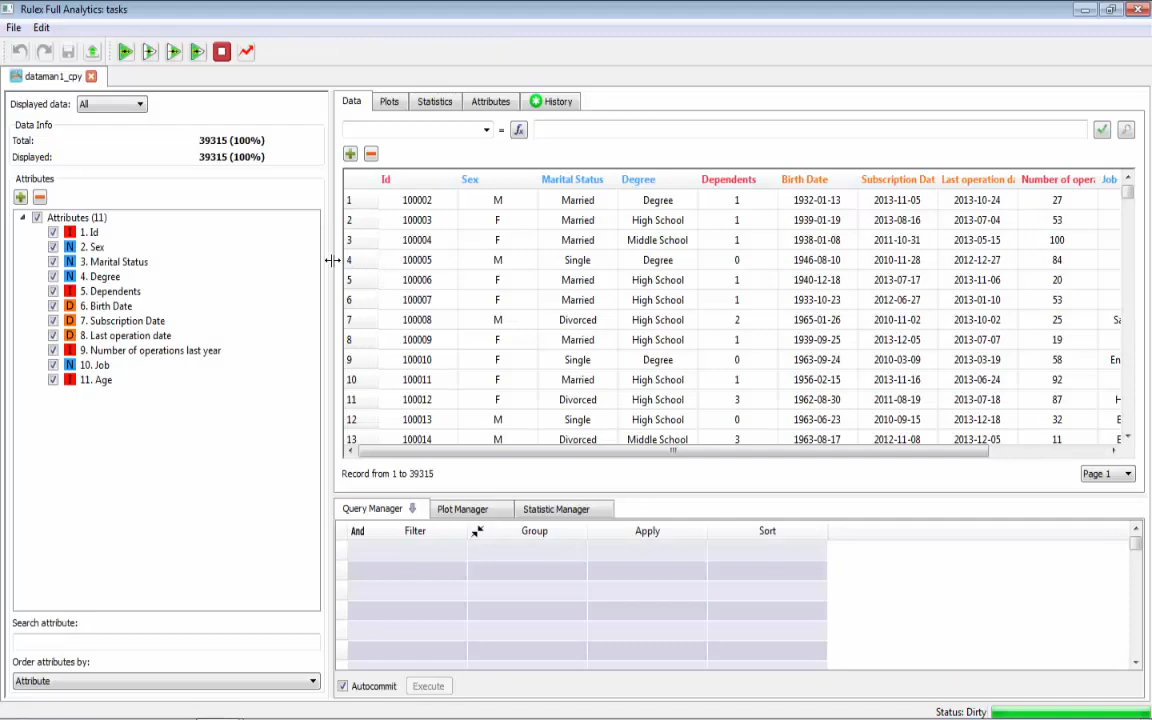 Rulex Full Analytics: tasks
File Edit
dataman1_cpy
Displayed data: All
Data Info
Total: 39315 (100%)
Displayed: 39315 (100%)
Attributes
Attributes (11)
I 1. Id
N 2. Sex
N 3. Marital Status
N 4. Degree
I 5. Dependents
D 6. Birth Date
D 7. Subscription Date
D 8. Last operation date
I 9. Number of operations last year
N 10. Job
I 11. Age
Search attribute:
Order attributes by:
Attribute
Data Plots Statistics Attributes History
= fx
Id Sex Marital Status Degree Dependents Birth Date Subscription Dat Last operation da Number of oper Job
1 100002 M Married Degree 1 1932-01-13 2013-11-05 2013-10-24 27
2 100003 F Married High School 1 1939-01-19 2013-08-16 2013-07-04 53
3 100004 F Married Middle School 1 1938-01-08 2011-10-31 2013-05-15 100
4 100005 M Single Degree 0 1946-08-10 2010-11-28 2012-12-27 84
5 100006 F Married High School 1 1940-12-18 2013-07-17 2013-11-06 20
6 100007 F Married High School 1 1933-10-23 2012-06-27 2013-01-10 53
7 100008 M Divorced High School 2 1965-01-26 2010-11-02 2013-10-02 25 Sa
8 100009 F Married High School 1 1939-09-25 2013-12-05 2013-07-07 19
9 100010 F Single Degree 0 1963-09-24 2010-03-09 2013-03-19 58 En
10 100011 F Married High School 1 1956-02-15 2013-11-16 2013-06-24 92
11 100012 F Divorced High School 3 1962-08-30 2011-08-19 2013-07-18 87 H
12 100013 M Single High School 0 1963-06-23 2010-09-15 2013-12-18 32 E
13 100014 M Divorced Middle School 3 1963-08-17 2012-11-08 2013-12-05 11 E
Record from 1 to 39315
Page 1
Query Manager Plot Manager Statistic Manager
And Filter Group Apply Sort
Autocommit Execute
Status: Dirty